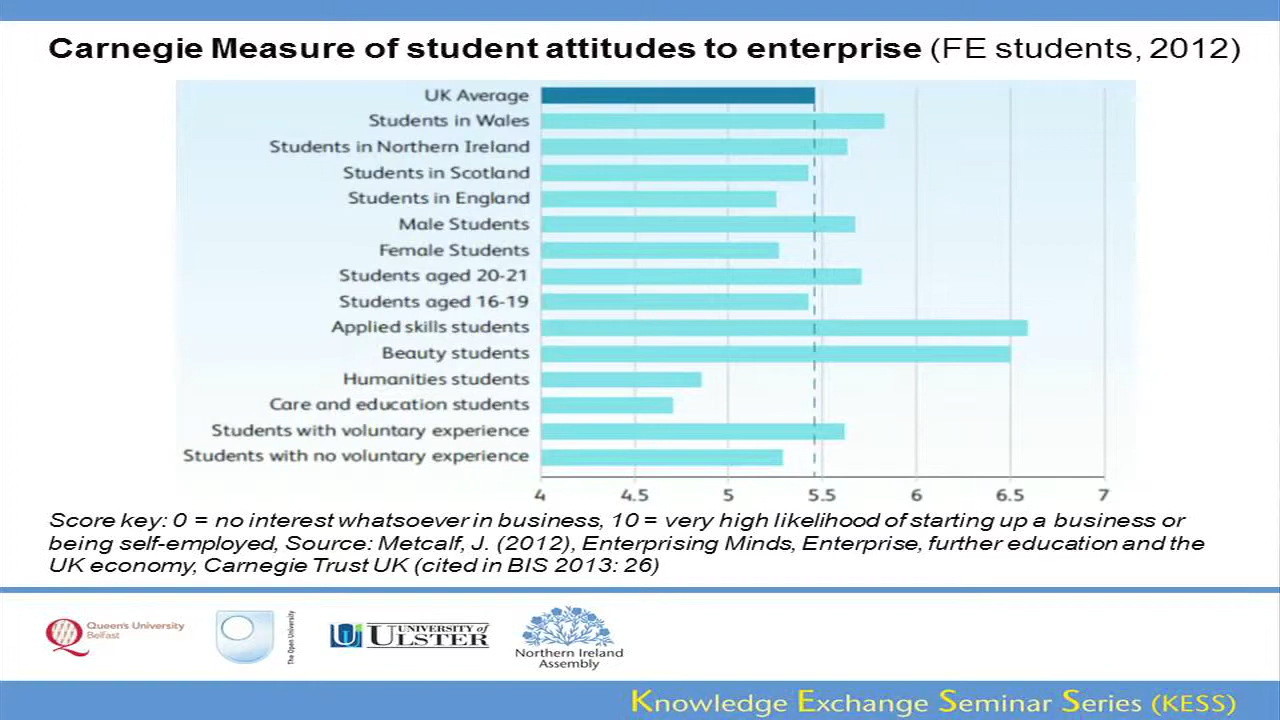 Carnegie Measure of student attitudes to enterprise (FE students, 2012)
UK Average
Students in Wales
Students in Northern Ireland
Students in Scotland
Students in England
Male Students
Female Students
Students aged 20-21
Students aged 16-19
Applied skills students
Beauty students
Humanities students
Care and education students
Students with voluntary experience
Students with no voluntary experience
4 4.5 5 5.5 6 6.5 7
Score key: 0 = no interest whatsoever in business, 10 = very high likelihood of starting up a business or
being self-employed, Source: Metcalf, J. (2012), Enterprising Minds, Enterprise, further education and the
UK economy, Carnegie Trust UK (cited in BIS 2013: 26)
Queen's University
Belfast
The Open University
UNIVERSITY of
ULSTER
Northern Ireland
Assembly
Knowledge Exchange Seminar Series (KESS)